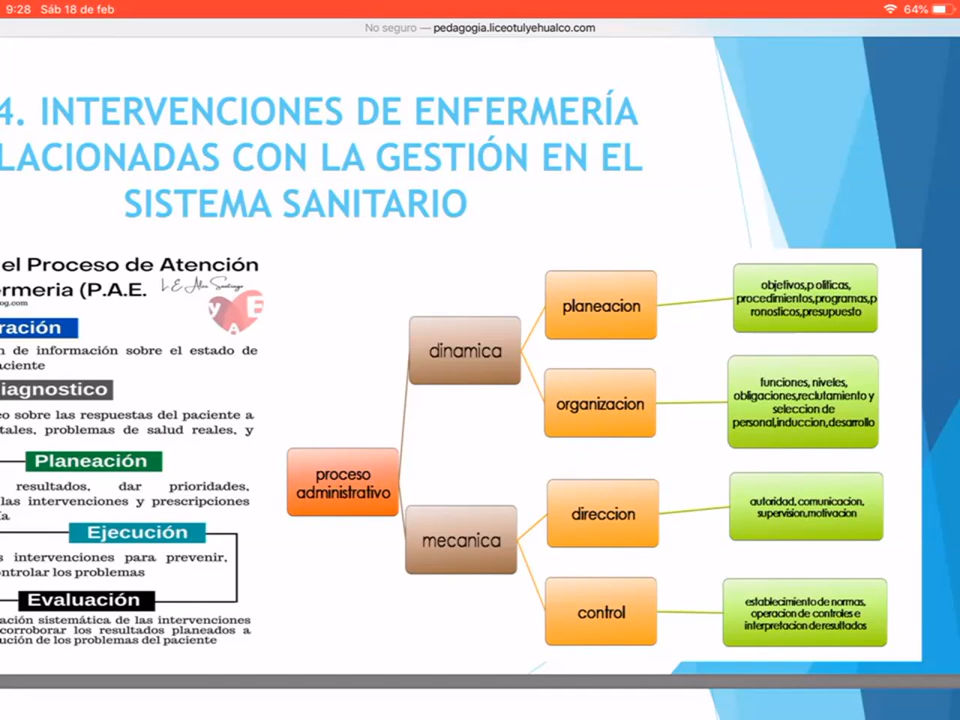 9:28 Sáb 18 de feb
64%
No seguro — pedagogia.liceotulyehualco.com
4. INTERVENCIONES DE ENFERMERÍA
LACIONADAS CON LA GESTIÓN EN EL
SISTEMA SANITARIO
el Proceso de Atención
ermeria (P.A.E.
L.E. Alex Santiago
og.com
y A E
ración
n de información sobre el estado de
aciente
iagnostico
co sobre las respuestas del paciente a
tales, problemas de salud reales, y
Planeación
resultados, dar prioridades,
las intervenciones y prescripciones
ía
Ejecución
s intervenciones para prevenir,
ontrolar los problemas
Evaluación
ación sistemática de las intervenciones
corroborar los resultados planeados a
ución de los problemas del paciente
proceso
administrativo
dinamica
mecanica
planeacion
objetivos,p oliticas,
procedimientos,programas,p
ronosticos,presupuesto
organizacion
funciones, niveles,
obligaciones,reclutamiento y
seleccion de
personal,induccion,desarrollo
direccion
autoridad, comunicacion,
supervision,motivacion
control
establecimiento de normas,
operacion de controles e
interpretacion de resultados